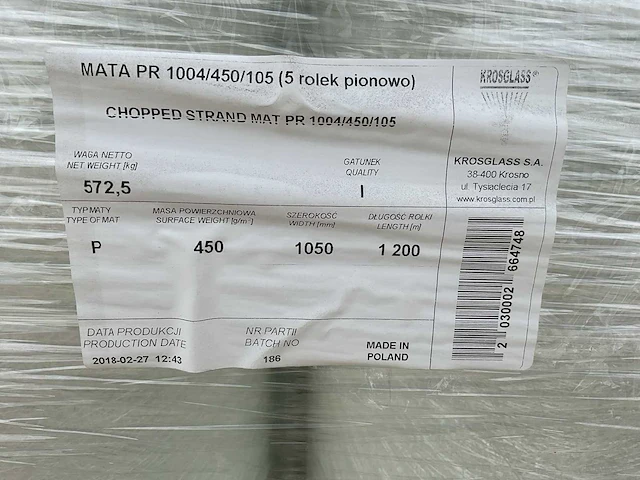 MATA PR 1004/450/105 (5 rolek pionowo)
CHOPPED STRAND MAT PR 1004/450/105
KROSGLASS®
WAGA NETTO
NET WEIGHT [kg]
572,5
GATUNEK
QUALITY
I
KROSGLASS S.A.
38-400 Krosno
ul. Tysiaclecia 17
www.krosglass.com.pl
TYP MATY
TYPE OF MAT
P
MASA POWIERZCHNIOWA
SURFACE WEIGHT [g/m²]
450
SZEROKOŚĆ
WIDTH [mm]
1050
DŁUGOŚĆ ROLKI
LENGTH [m]
1 200
2 030002 664748
DATA PRODUKCJI
PRODUCTION DATE
2018-02-27 12:43
NR PARTII
BATCH NO
186
MADE IN
POLAND